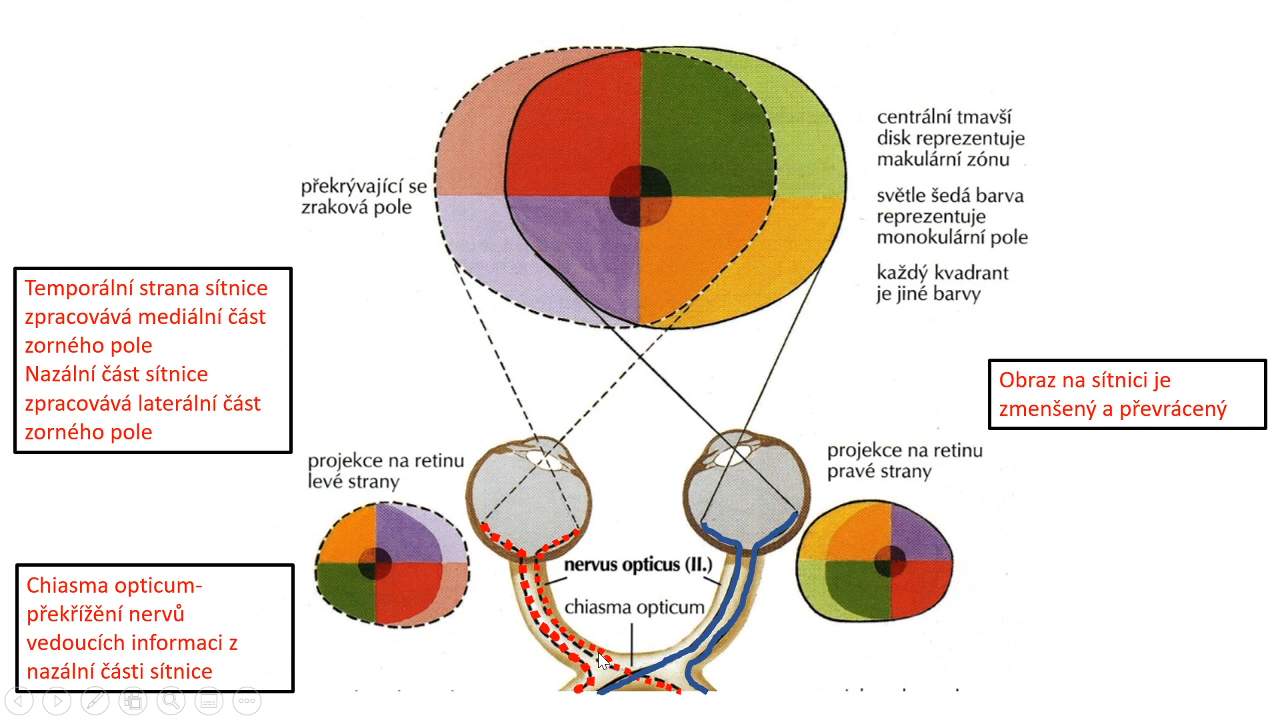 překrývající se
zraková pole
centrální tmavší
disk reprezentuje
makulární zónu
světle šedá barva
reprezentuje
monokulární pole
každý kvadrant
je jiné barvy
Temporální strana sítnice
zpracovává mediální část
zorného pole
Nazální část sítnice
zpracovává laterální část
zorného pole
Obraz na sítnici je
zmenšený a převrácený
projekce na retinu
levé strany
projekce na retinu
pravé strany
nervus opticus (II.)
chiasma opticum
Chiasma opticum-
překřížění nervů
vedoucích informaci z
nazální části sítnice